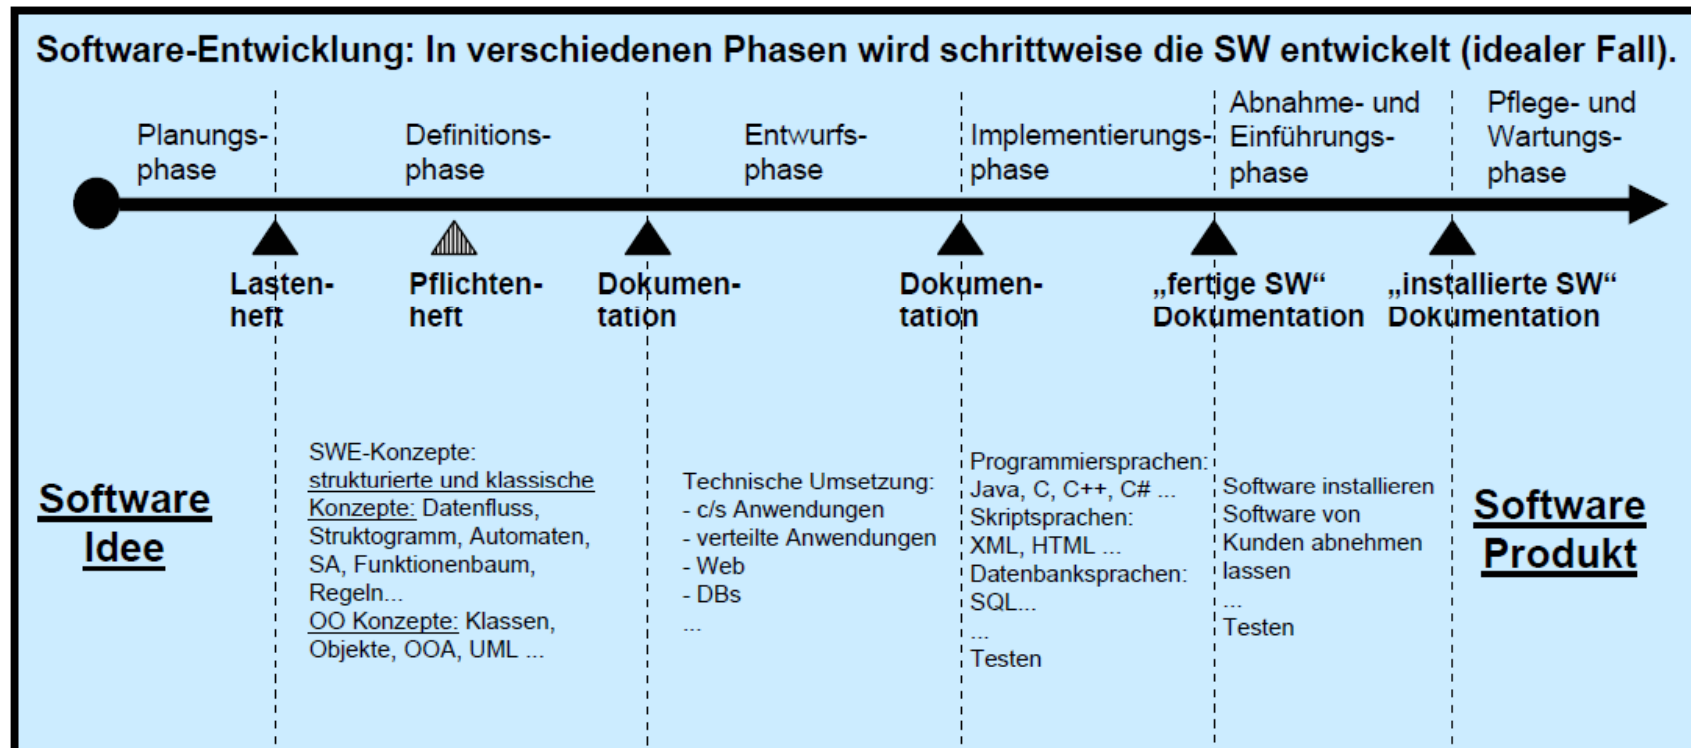 Software-Entwicklung: In verschiedenen Phasen wird schrittweise die SW entwickelt (idealer Fall).
Planungs-
phase
Definitions-
phase
Entwurfs-
phase
Implementierungs-
phase
Abnahme- und
Einführungs-
phase
Pflege- und
Wartungs-
phase
Lasten-
heft
Pflichten-
heft
Dokumen-
tation
Dokumen-
tation
„fertige SW“
Dokumentation
„installierte SW“
Dokumentation
Software
Idee
SWE-Konzepte:
strukturierte und klassische
Konzepte: Datenfluss,
Struktogramm, Automaten,
SA, Funktionenbaum,
Regeln...
OO Konzepte: Klassen,
Objekte, OOA, UML ...
Technische Umsetzung:
- c/s Anwendungen
- verteilte Anwendungen
- Web
- DBs
...
Programmiersprachen:
Java, C, C++, C# ...
Skriptsprachen:
XML, HTML ...
Datenbanksprachen:
SQL...
...
Testen
Software installieren
Software von
Kunden abnehmen
lassen
...
Testen
Software
Produkt